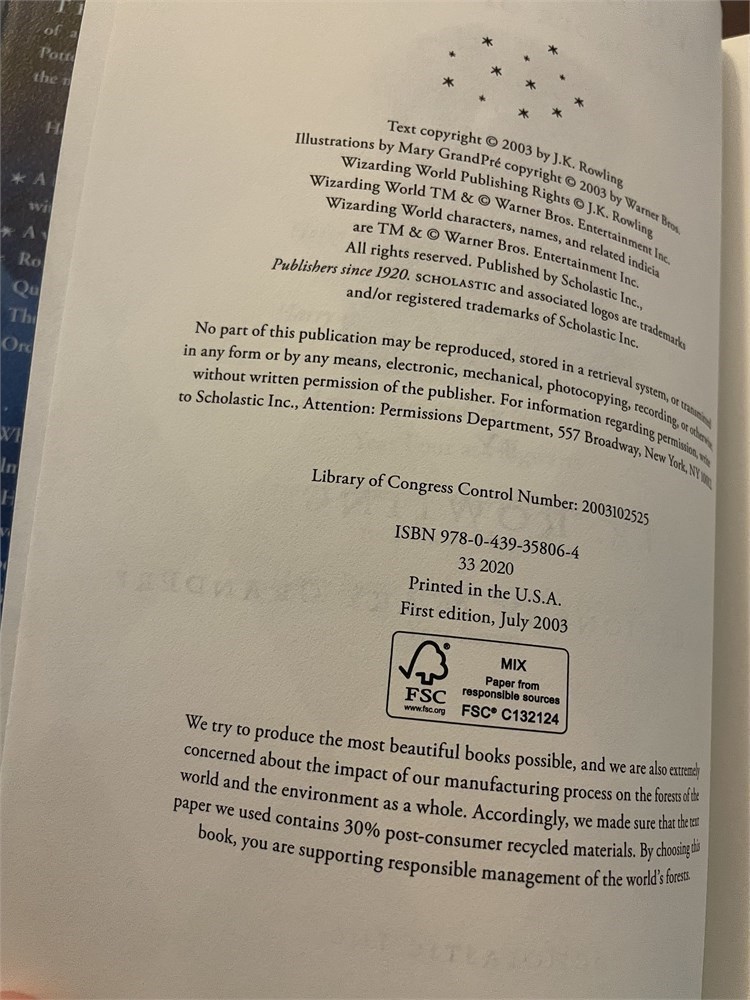 Text copyright © 2003 by J.K. Rowling
Illustrations by Mary GrandPré copyright © 2003 by Warner Bros.
Wizarding World Publishing Rights © J.K. Rowling
Wizarding World TM & © Warner Bros. Entertainment Inc.
Wizarding World characters, names, and related indicia
are TM & © Warner Bros. Entertainment Inc.
All rights reserved. Published by Scholastic Inc.,
Publishers since 1920. SCHOLASTIC and associated logos are trademarks
and/or registered trademarks of Scholastic Inc.
No part of this publication may be reproduced, stored in a retrieval system, or transmitted
in any form or by any means, electronic, mechanical, photocopying, recording, or otherwise
without written permission of the publisher. For information regarding permission, write
to Scholastic Inc., Attention: Permissions Department, 557 Broadway, New York, NY
Library of Congress Control Number: 2003102525
ISBN 978-0-439-35806-4
33 2020
Printed in the U.S.A.
First edition, July 2003
FSC®
www.fsc.org
MIX
Paper from
responsible sources
FSC® C132124
We try to produce the most beautiful books possible, and we are also extremely
concerned about the impact of our manufacturing process on the forests of the
world and the environment as a whole. Accordingly, we made sure that the text
paper we used contains 30% post-consumer recycled materials. By choosing this
book, you are supporting responsible management of the world's forests.